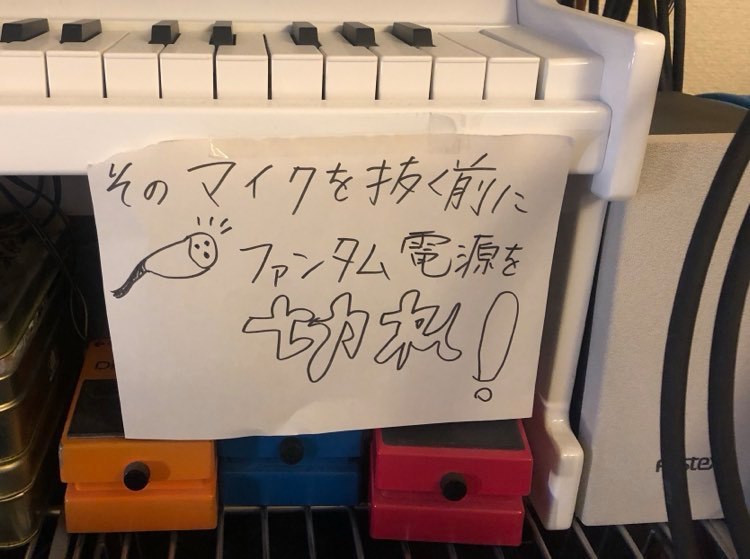 そのマイクを抜く前に
ファンタム電源を
切れ!
Fostex